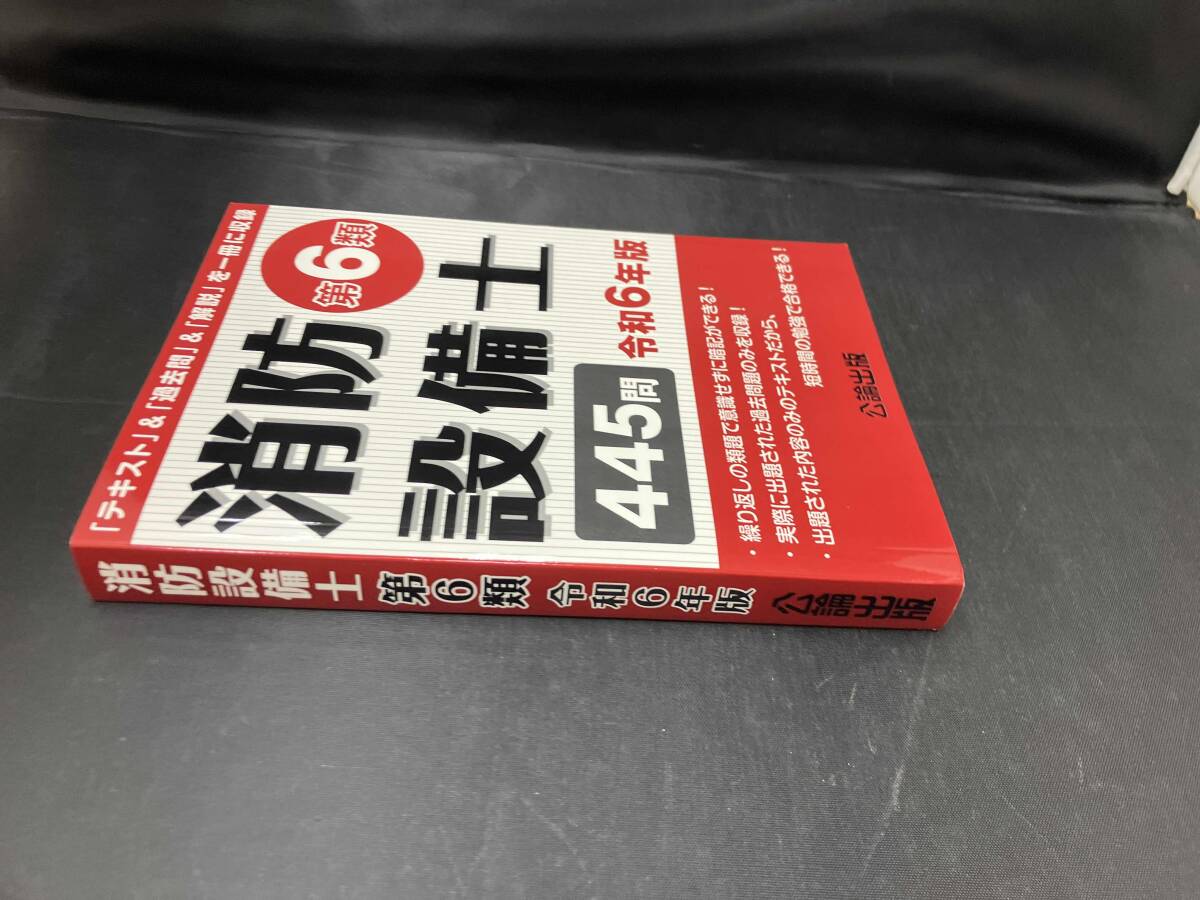 「テキスト」&「過去問」&「解説」を一冊に収録
第6類
消防
設備士
445問
令和6年版
・繰り返しの類題で意識せずに暗記ができる！
・実際に出題された過去問題のみを収録！
・出題された内容のみのテキストだから、
短時間の勉強で合格できる！
公論出版
消防設備士 第6類 令和6年版 公論出版